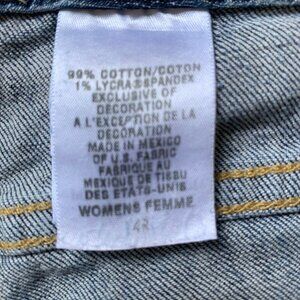 99% COTTON/COTON
1% LYCRA® SPANDEX
EXCLUSIVE OF
DECORATION
A L'EXCEPTION DE LA
DECORATION
MADE IN MEXICO
OF U.S. FABRIC
FABRIQUE AU
MEXIQUE DE TISSU
DES ETATS-UNIS
WOMENS FEMME
4R